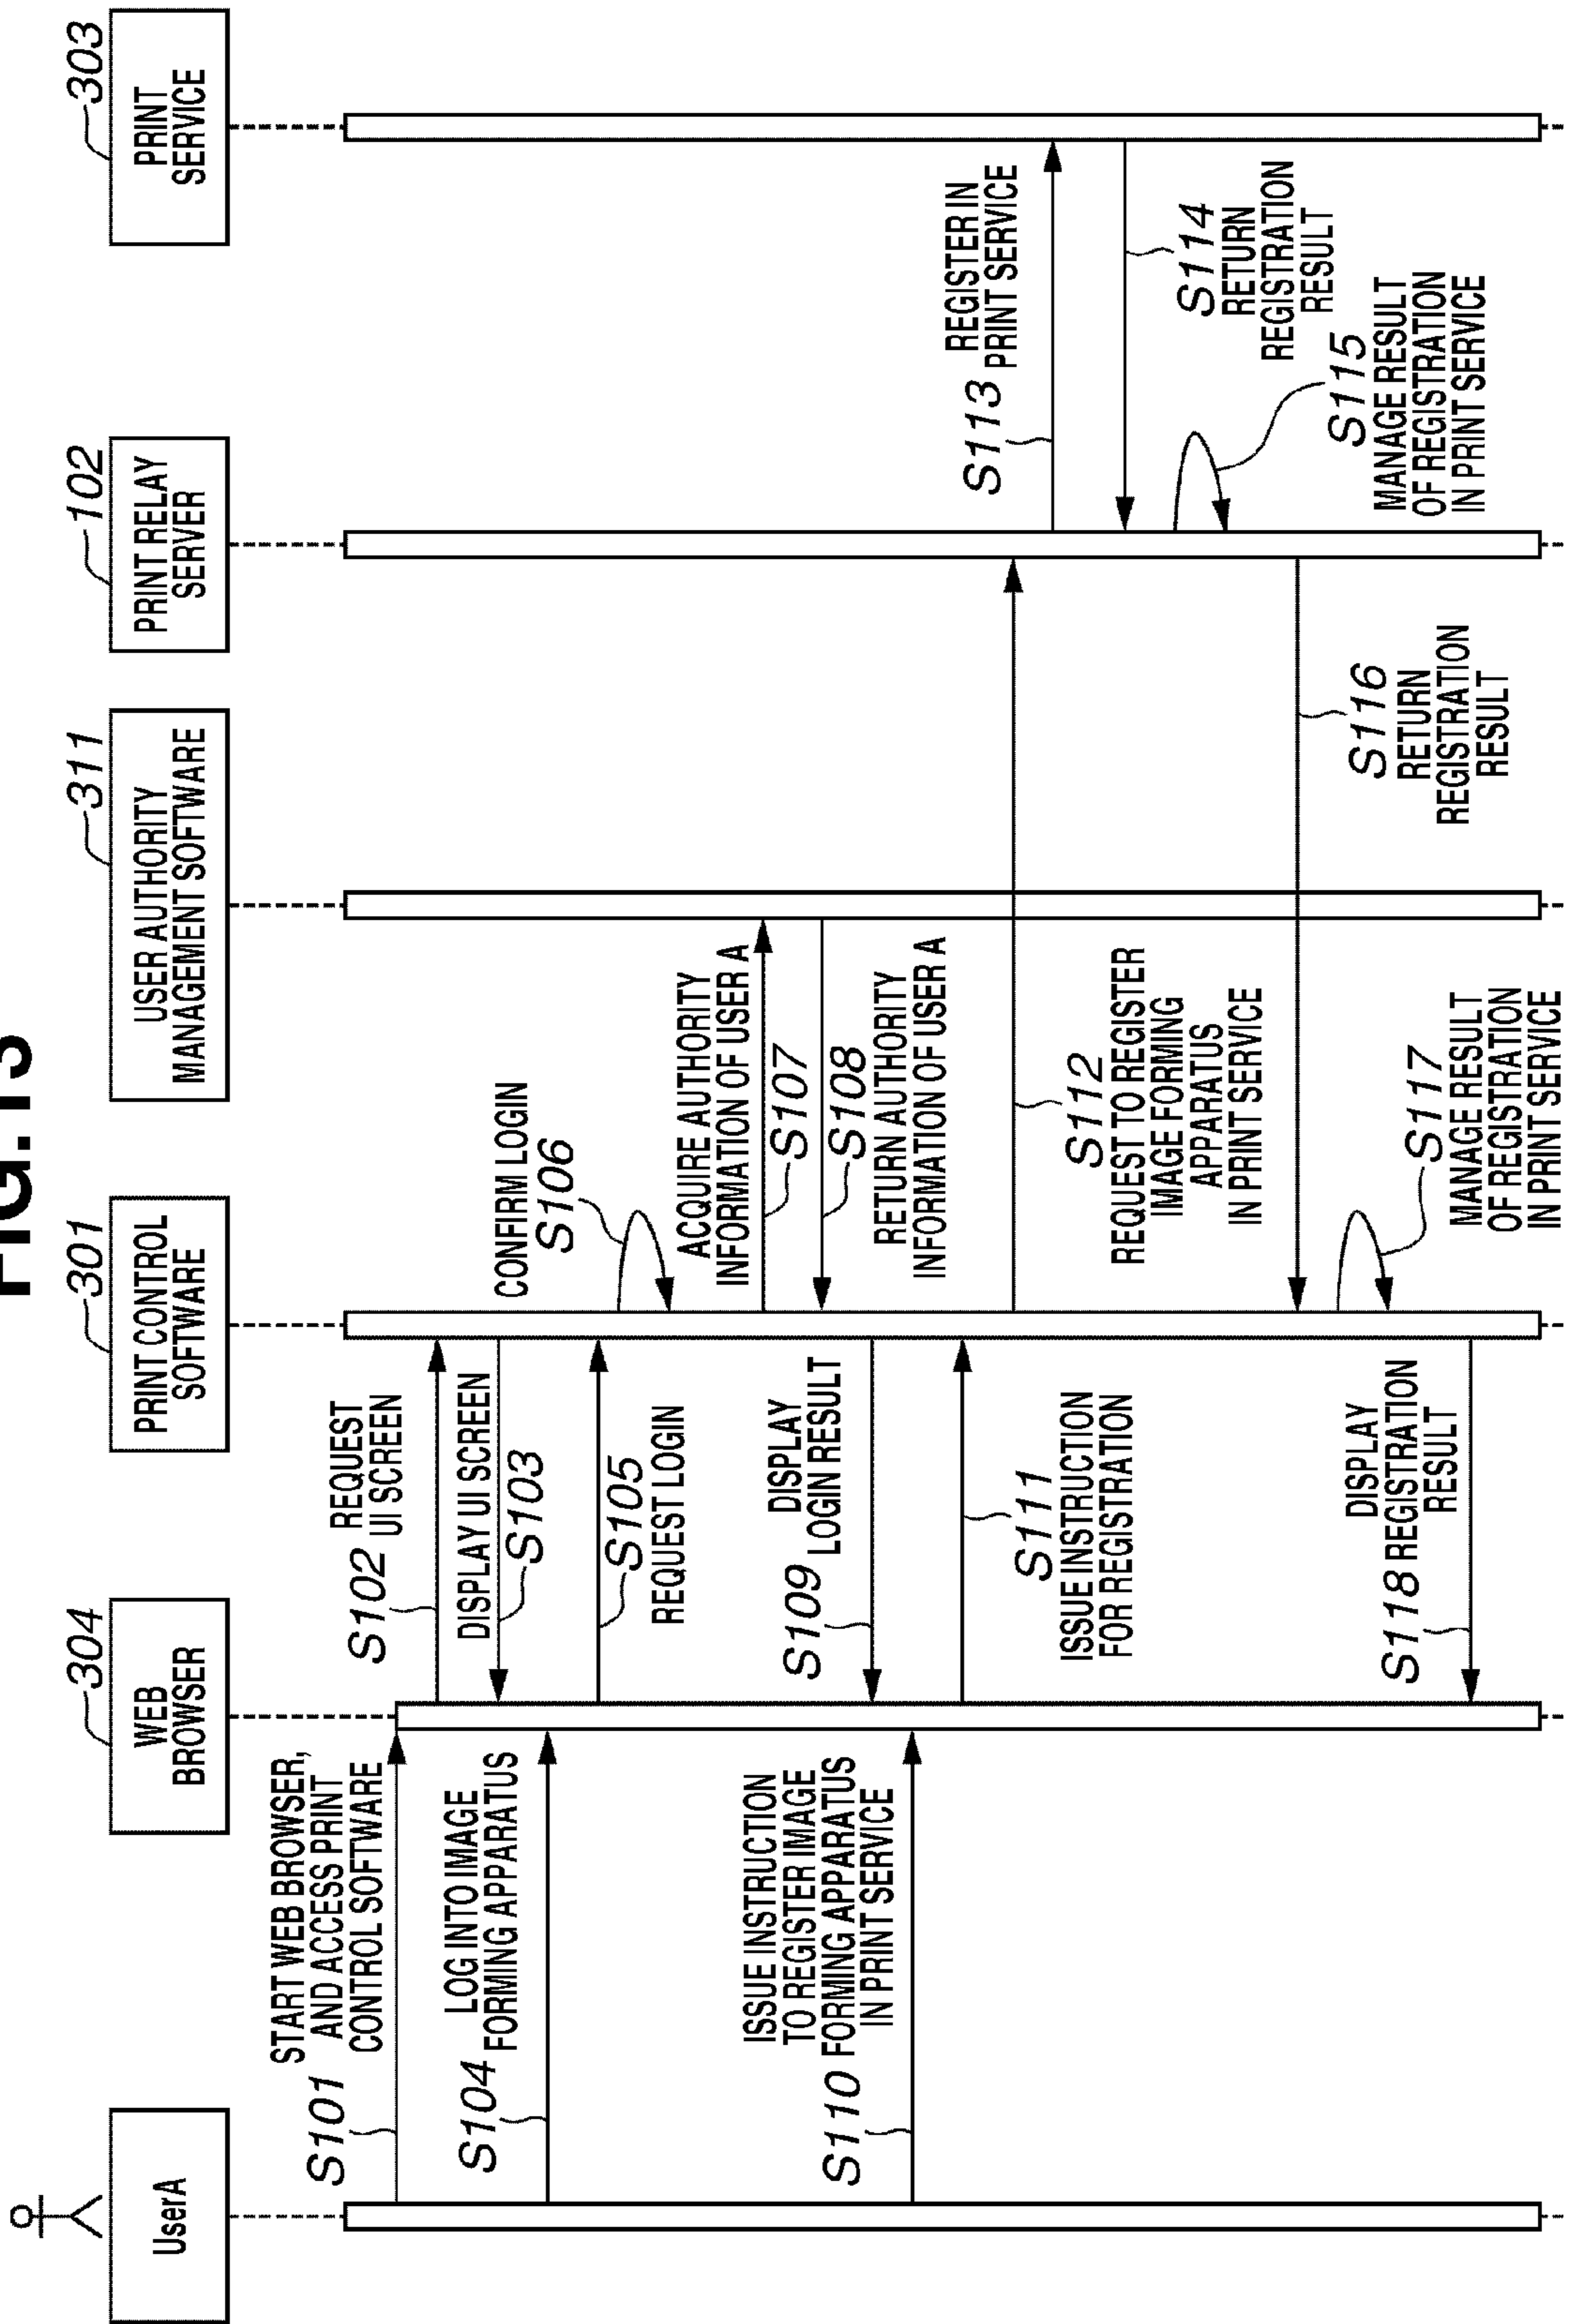 UserA
304
WEB
BROWSER
301
PRINT CONTROL
SOFTWARE
311
USER AUTHORITY
MANAGEMENT SOFTWARE
102
PRINT RELAY
SERVER
303
PRINT
SERVICE
S101
START WEB BROWSER,
AND ACCESS PRINT
CONTROL SOFTWARE
S102
REQUEST
UI SCREEN
DISPLAY UI SCREEN
S103
S104
LOG INTO IMAGE
FORMING APPARATUS
S105
REQUEST LOGIN
CONFIRM LOGIN
S106
ACQUIRE AUTHORITY
INFORMATION OF USER A
S107
S108
RETURN AUTHORITY
INFORMATION OF USER A
S109
DISPLAY
LOGIN RESULT
S110
ISSUE INSTRUCTION
TO REGISTER IMAGE
FORMING APPARATUS
IN PRINT SERVICE
S111
ISSUE INSTRUCTION
FOR REGISTRATION
S112
REQUEST TO REGISTER
IMAGE FORMING
APPARATUS
IN PRINT SERVICE
S113
REGISTER IN
PRINT SERVICE
S114
RETURN
REGISTRATION
RESULT
S115
MANAGE RESULT
OF REGISTRATION
IN PRINT SERVICE
S116
RETURN
REGISTRATION
RESULT
S117
MANAGE RESULT
OF REGISTRATION
IN PRINT SERVICE
S118
DISPLAY
REGISTRATION
RESULT